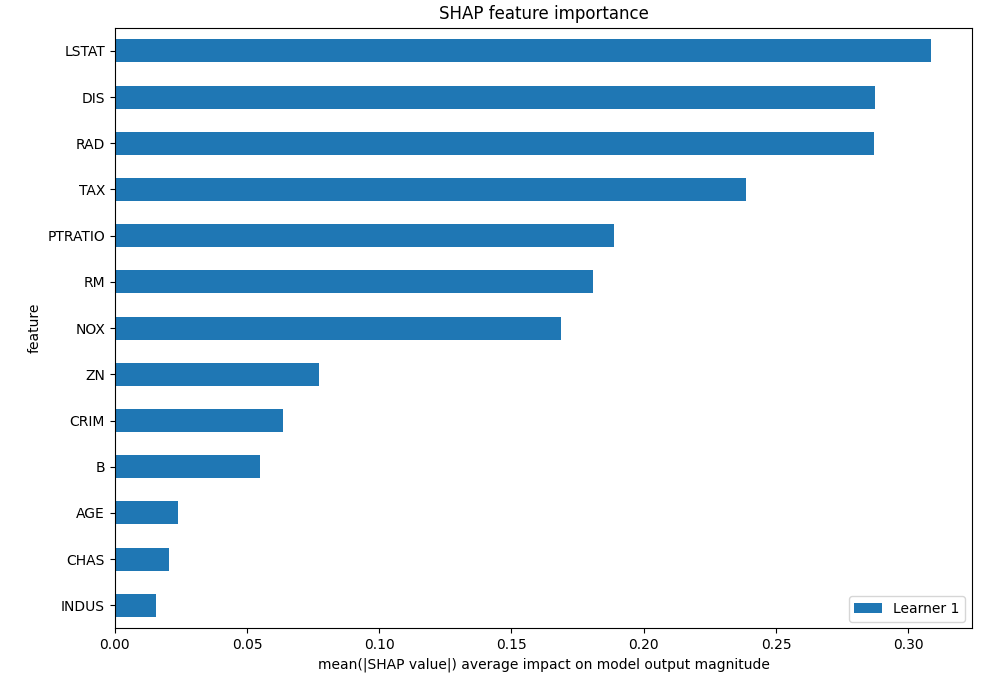 SHAP feature importance
LSTAT
DIS
RAD
TAX
PTRATIO
RM
NOX
ZN
CRIM
B
AGE
CHAS
INDUS
feature
Learner 1
0.00 0.05 0.10 0.15 0.20 0.25 0.30
mean(|SHAP value|) average impact on model output magnitude